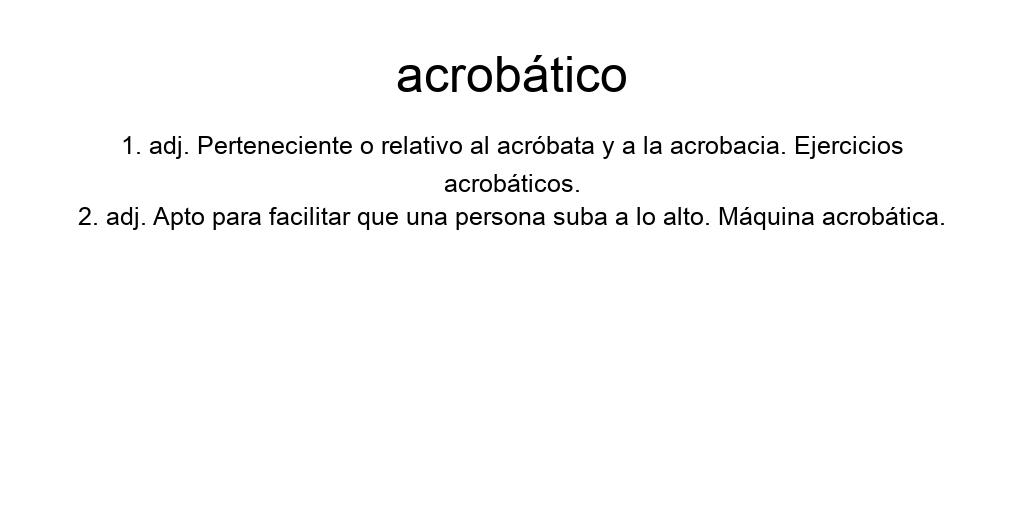 acrobático
1. adj. Perteneciente o relativo al acróbata y a la acrobacia. Ejercicios
acrobáticos.
2. adj. Apto para facilitar que una persona suba a lo alto. Máquina acrobática.